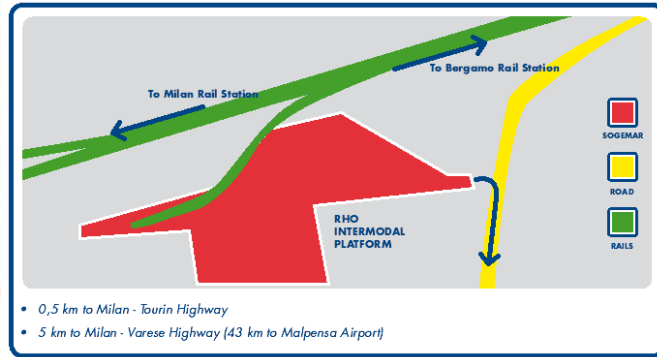 To Bergamo Rail Station
To Milan Rail Station
SOGEMAR
ROAD
RHO
INTERMODAL
PLATFORM
RAILS
• 0,5 km to Milan - Tourin Highway
• 5 km to Milan - Varese Highway (43 km to Malpensa Airport)